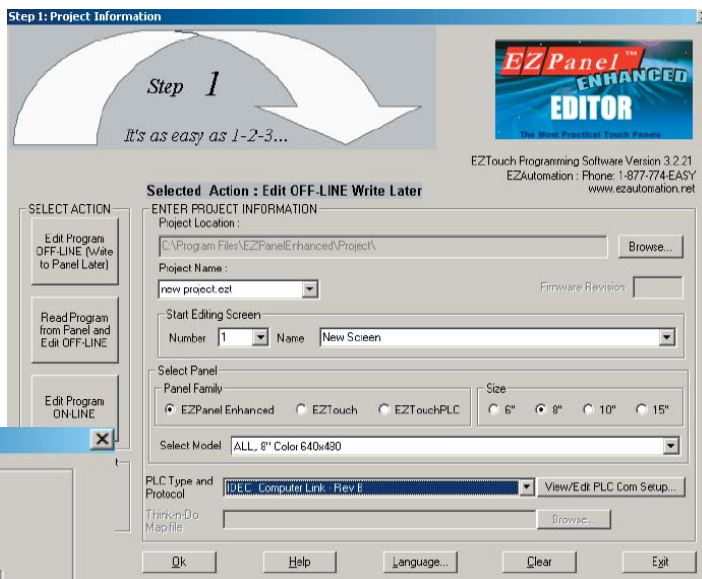 Step 1: Project Information
Step 1
It's as easy as 1-2-3...
EZPanel™
ENHANCED
EDITOR
The Most Practical Touch Panels
EZTouch Programming Software Version 3.2.21
EZAutomation : Phone: 1-877-774-EASY
www.ezautomation.net
Selected Action : Edit OFF-LINE Write Later
SELECT ACTION
Edit Program
OFF-LINE (Write
to Panel Later)
Read Program
from Panel and
Edit OFF-LINE
Edit Program
ON-LINE
ENTER PROJECT INFORMATION
Project Location :
C:\Program Files\EZPanelEnhanced\Project\
Browse...
Project Name :
new project.ezt
Firmware Revision
Start Editing Screen
Number 1 Name New Screen
Select Panel
Panel Family
EZPanel Enhanced EZTouch EZTouchPLC
Size
6" 8" 10" 15"
Select Model ALL, 8" Color 640x480
PLC Type and
Protocol
IDEC Computer Link - Rev B
View/Edit PLC Com Setup...
Think-n-Do
Map file
Browse...
Ok Help Language... Clear Exit